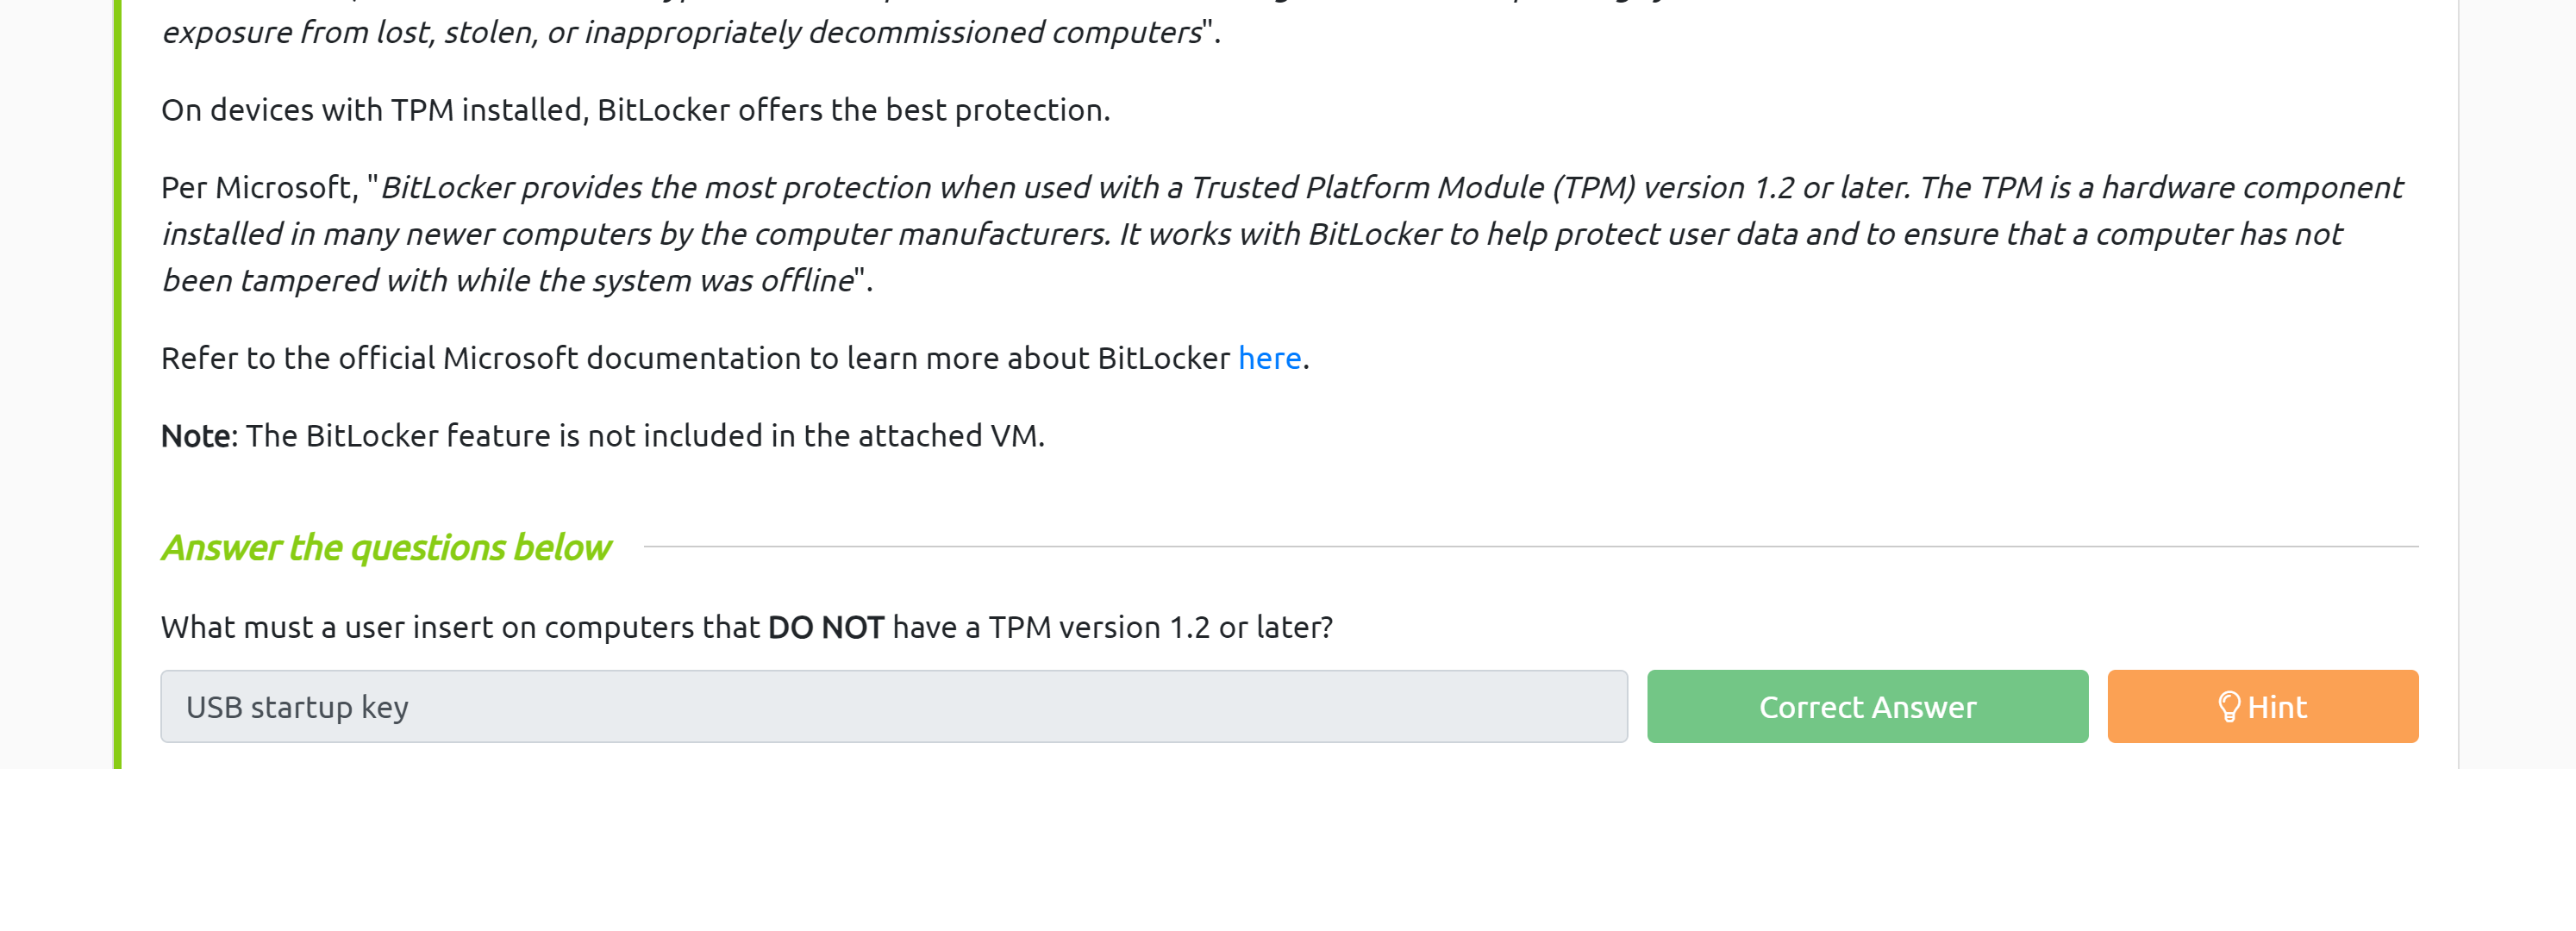 exposure from lost, stolen, or inappropriately decommissioned computers".
On devices with TPM installed, BitLocker offers the best protection.
Per Microsoft, "BitLocker provides the most protection when used with a Trusted Platform Module (TPM) version 1.2 or later. The TPM is a hardware component
installed in many newer computers by the computer manufacturers. It works with BitLocker to help protect user data and to ensure that a computer has not
been tampered with while the system was offline".
Refer to the official Microsoft documentation to learn more about BitLocker here.
Note: The BitLocker feature is not included in the attached VM.
Answer the questions below
What must a user insert on computers that DO NOT have a TPM version 1.2 or later?
USB startup key
Correct Answer
Hint